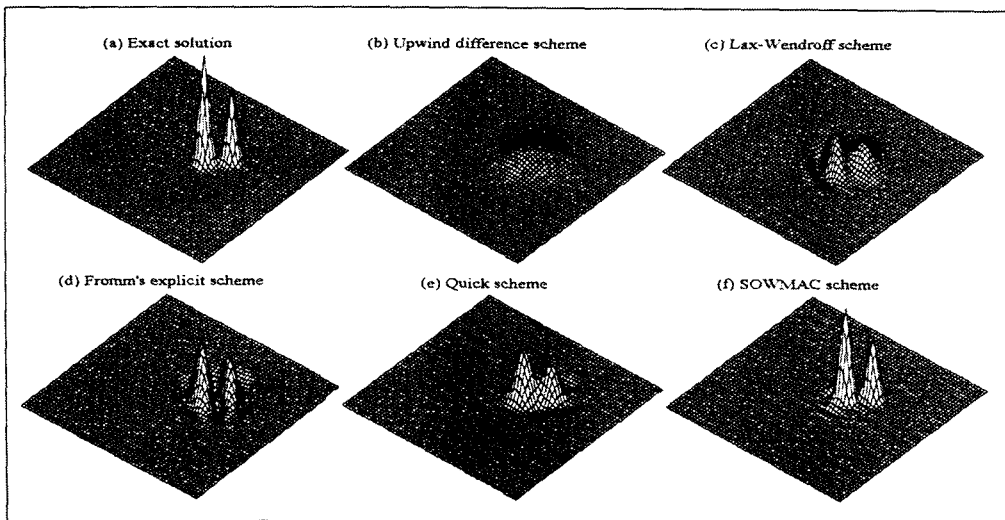 (a) Exact solution
(b) Upwind difference scheme
(c) Lax-Wendroff scheme
(d) Fromm's explicit scheme
(e) Quick scheme
(f) SOWMAC scheme